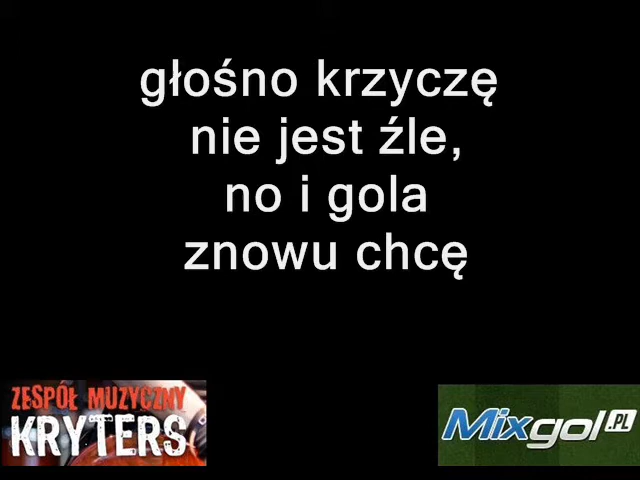 głośno krzyczę
nie jest źle,
no i gola
znowu chcę
ZESPÓŁ MUZYCZNY
KRYTERS
Mixgol.PL